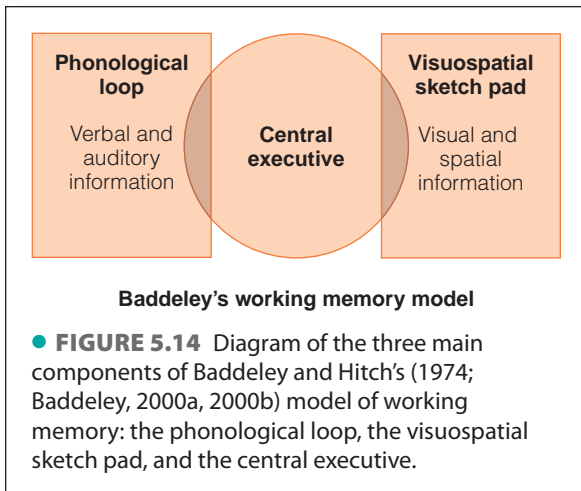 Phonological
loop
Verbal and
auditory
information
Central
executive
Visuospatial
sketch pad
Visual and
spatial
information
Baddeley's working memory model
● FIGURE 5.14 Diagram of the three main
components of Baddeley and Hitch's (1974;
Baddeley, 2000a, 2000b) model of working
memory: the phonological loop, the visuospatial
sketch pad, and the central executive.